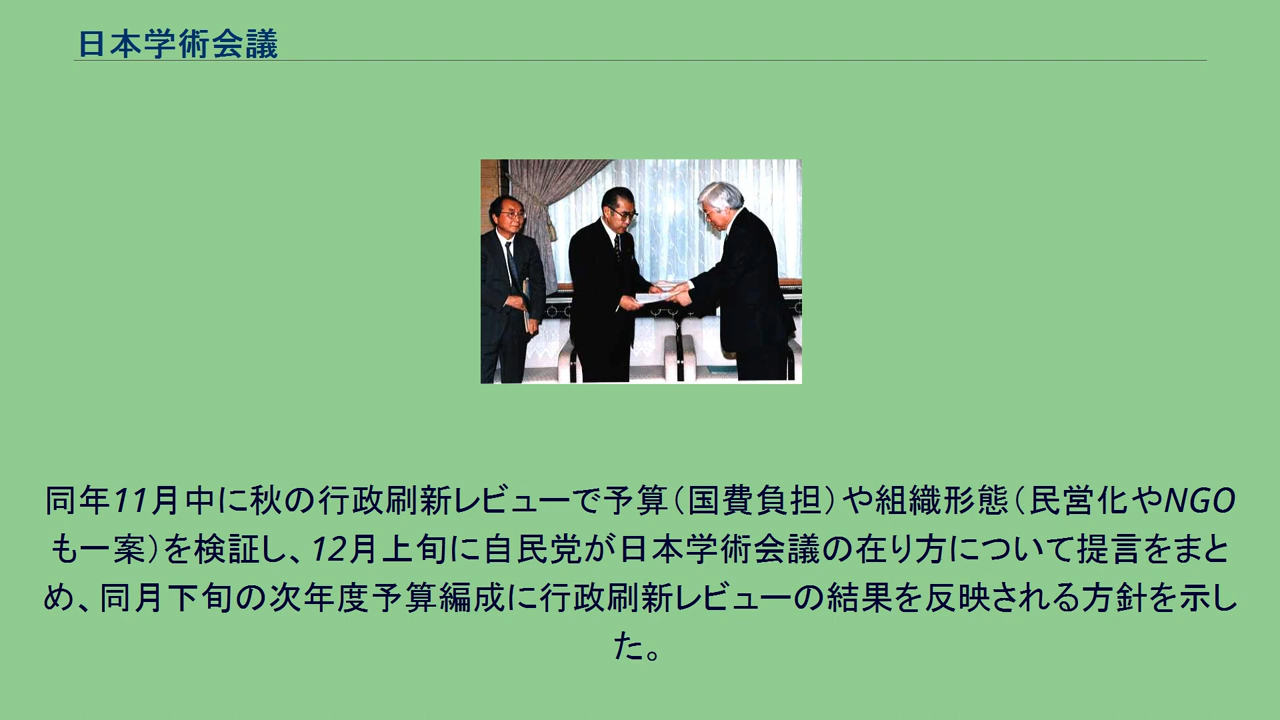 日本学術会議
同年11月中に秋の行政刷新レビューで予算（国費負担）や組織形態（民営化やNGO
も一案）を検証し、12月上旬に自民党が日本学術会議の在り方について提言をまと
め、同月下旬の次年度予算編成に行政刷新レビューの結果を反映される方針を示し
た。